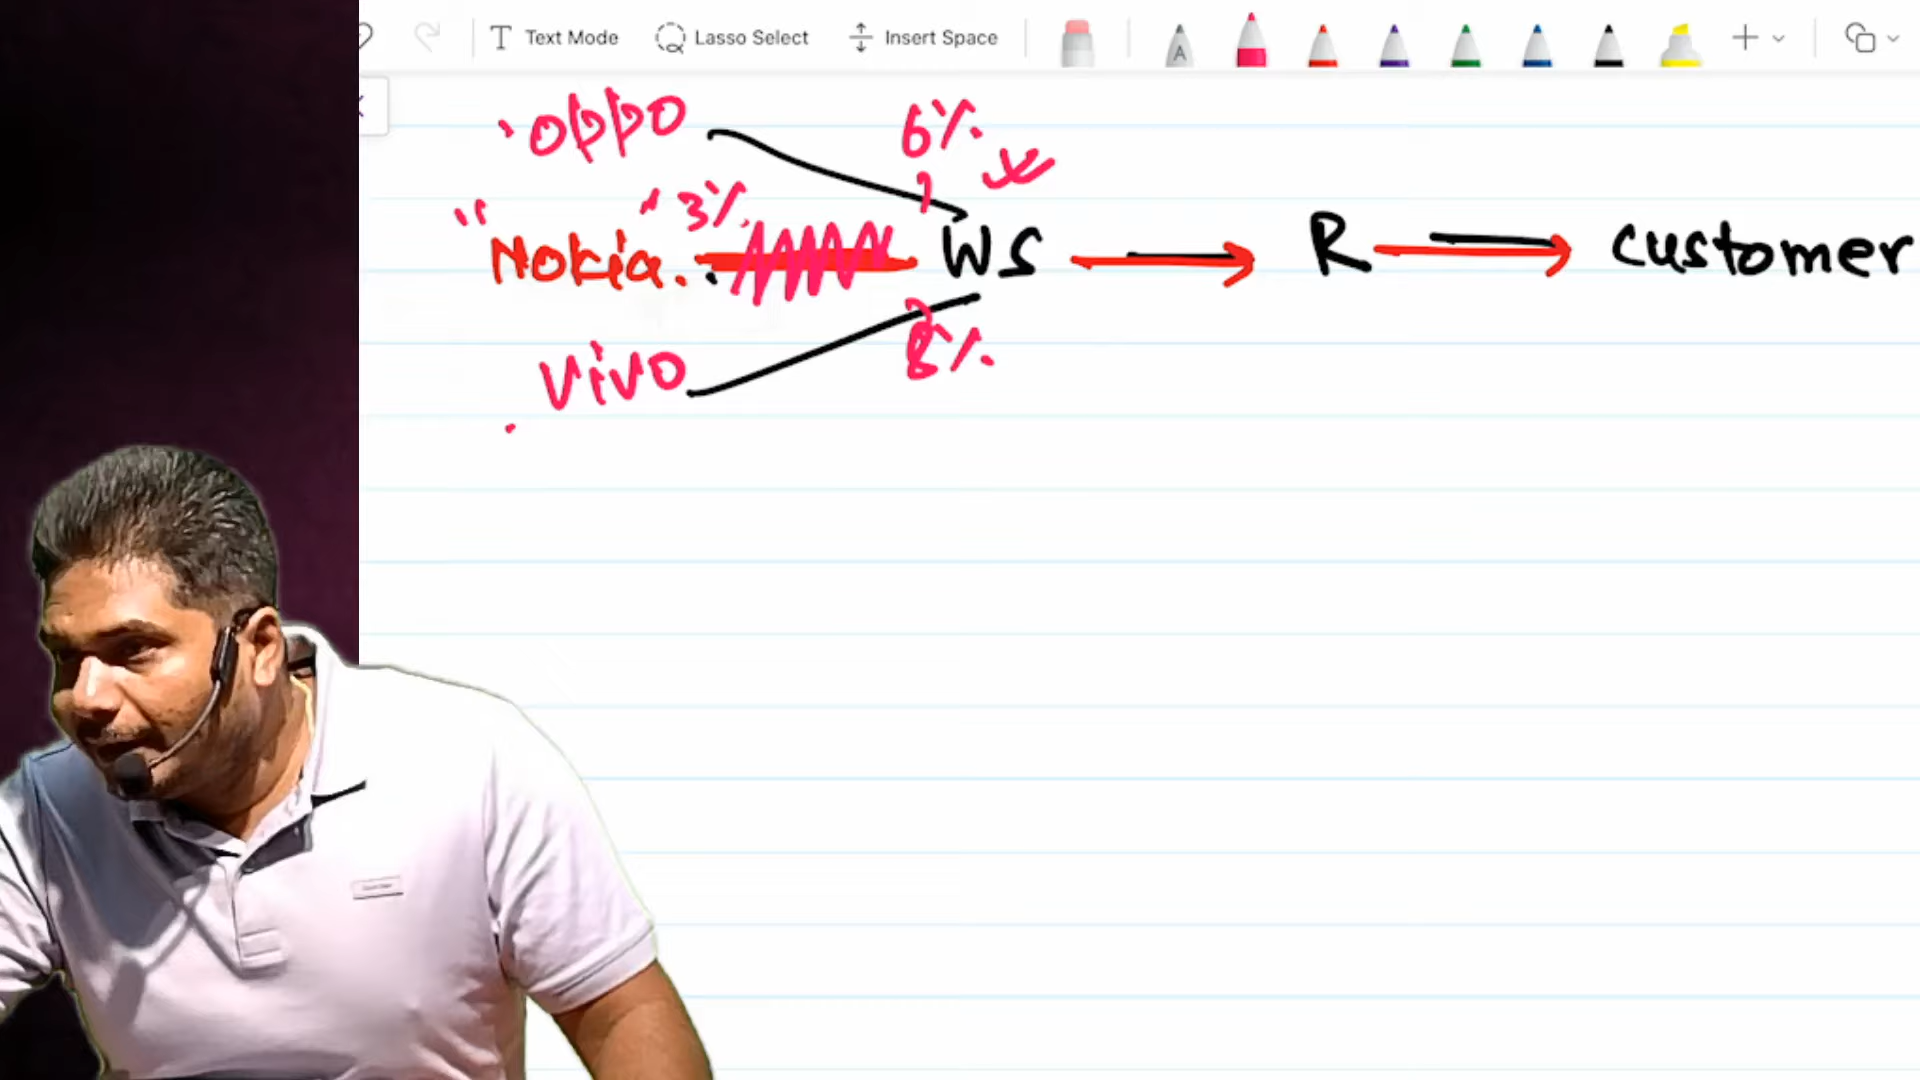 Text Mode Lasso Select Insert Space
A
oppo 6%
"Nokia." 3% WS → R → customer
vivo 8%